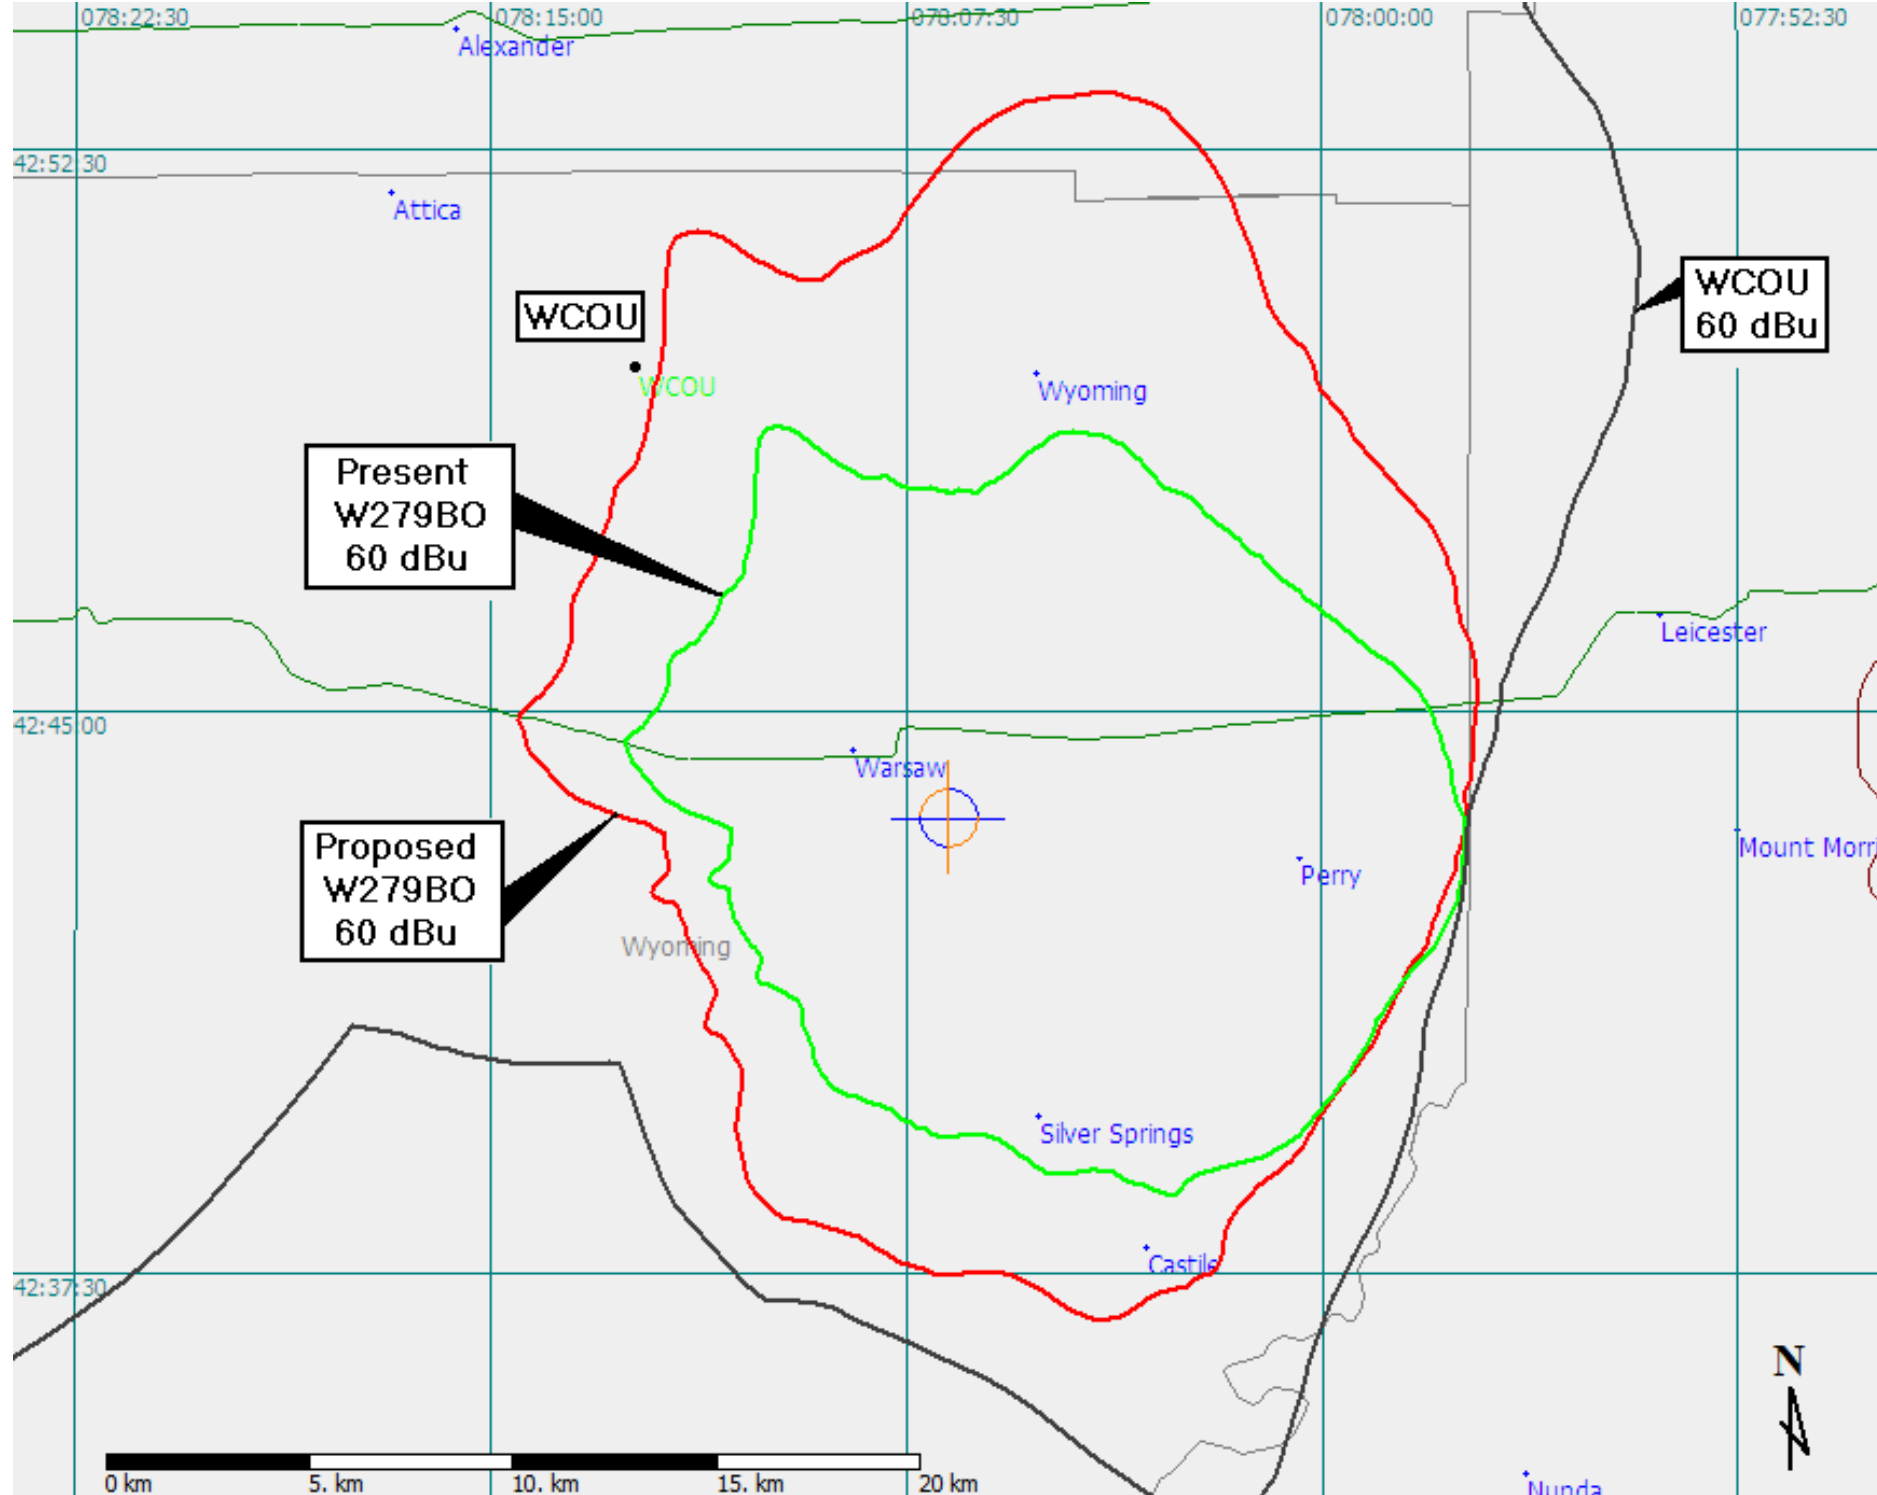 078:22:30
078:15:00
078:07:30
078:00:00
077:52:30
Alexander
42:52:30
Attica
WCOU
60 dBu
WCOU
WCOU
Wyoming
Present
W279BO
60 dBu
Leicester
42:45:00
Warsaw
Proposed
W279BO
60 dBu
Perry
Mount Morr
Wyoming
Silver Springs
Castile
42:37:30
N
0 km
5. km
10. km
15. km
20 km
Nunda